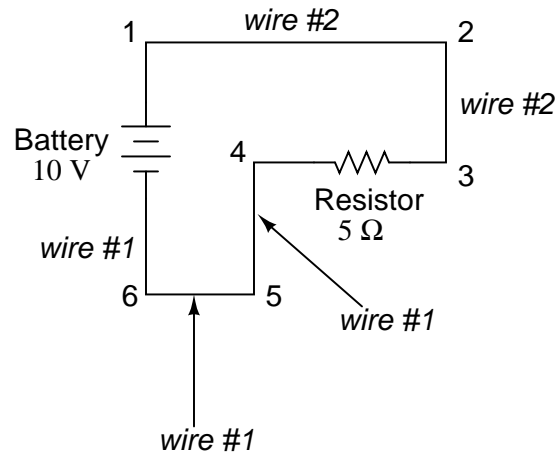 1
wire #2
2
wire #2
Battery
10 V
4
3
Resistor
5 Ω
wire #1
6
5
wire #1
wire #1